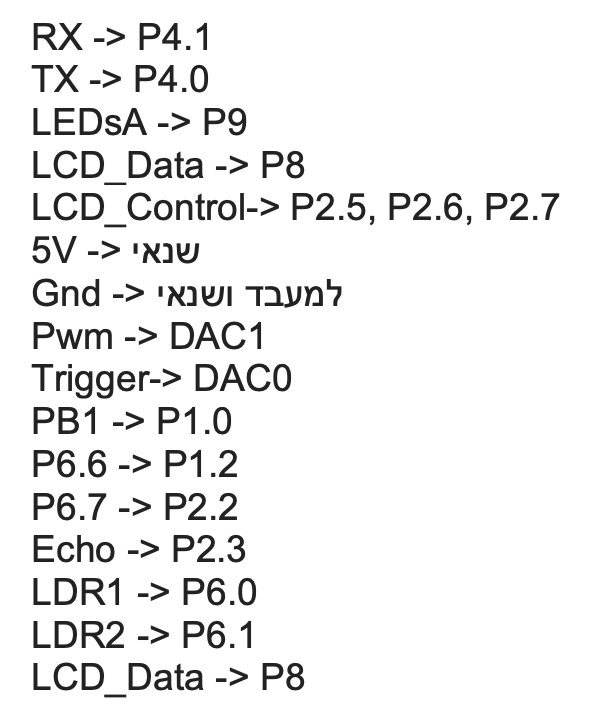 RX -> P4.1
TX -> P4.0
LEDsA -> P9
LCD_Data -> P8
LCD_Control-> P2.5, P2.6, P2.7
5V -> שנאי
Gnd -> למעבד ושנאי
Pwm -> DAC1
Trigger-> DAC0
PB1 -> P1.0
P6.6 -> P1.2
P6.7 -> P2.2
Echo -> P2.3
LDR1 -> P6.0
LDR2 -> P6.1
LCD_Data -> P8